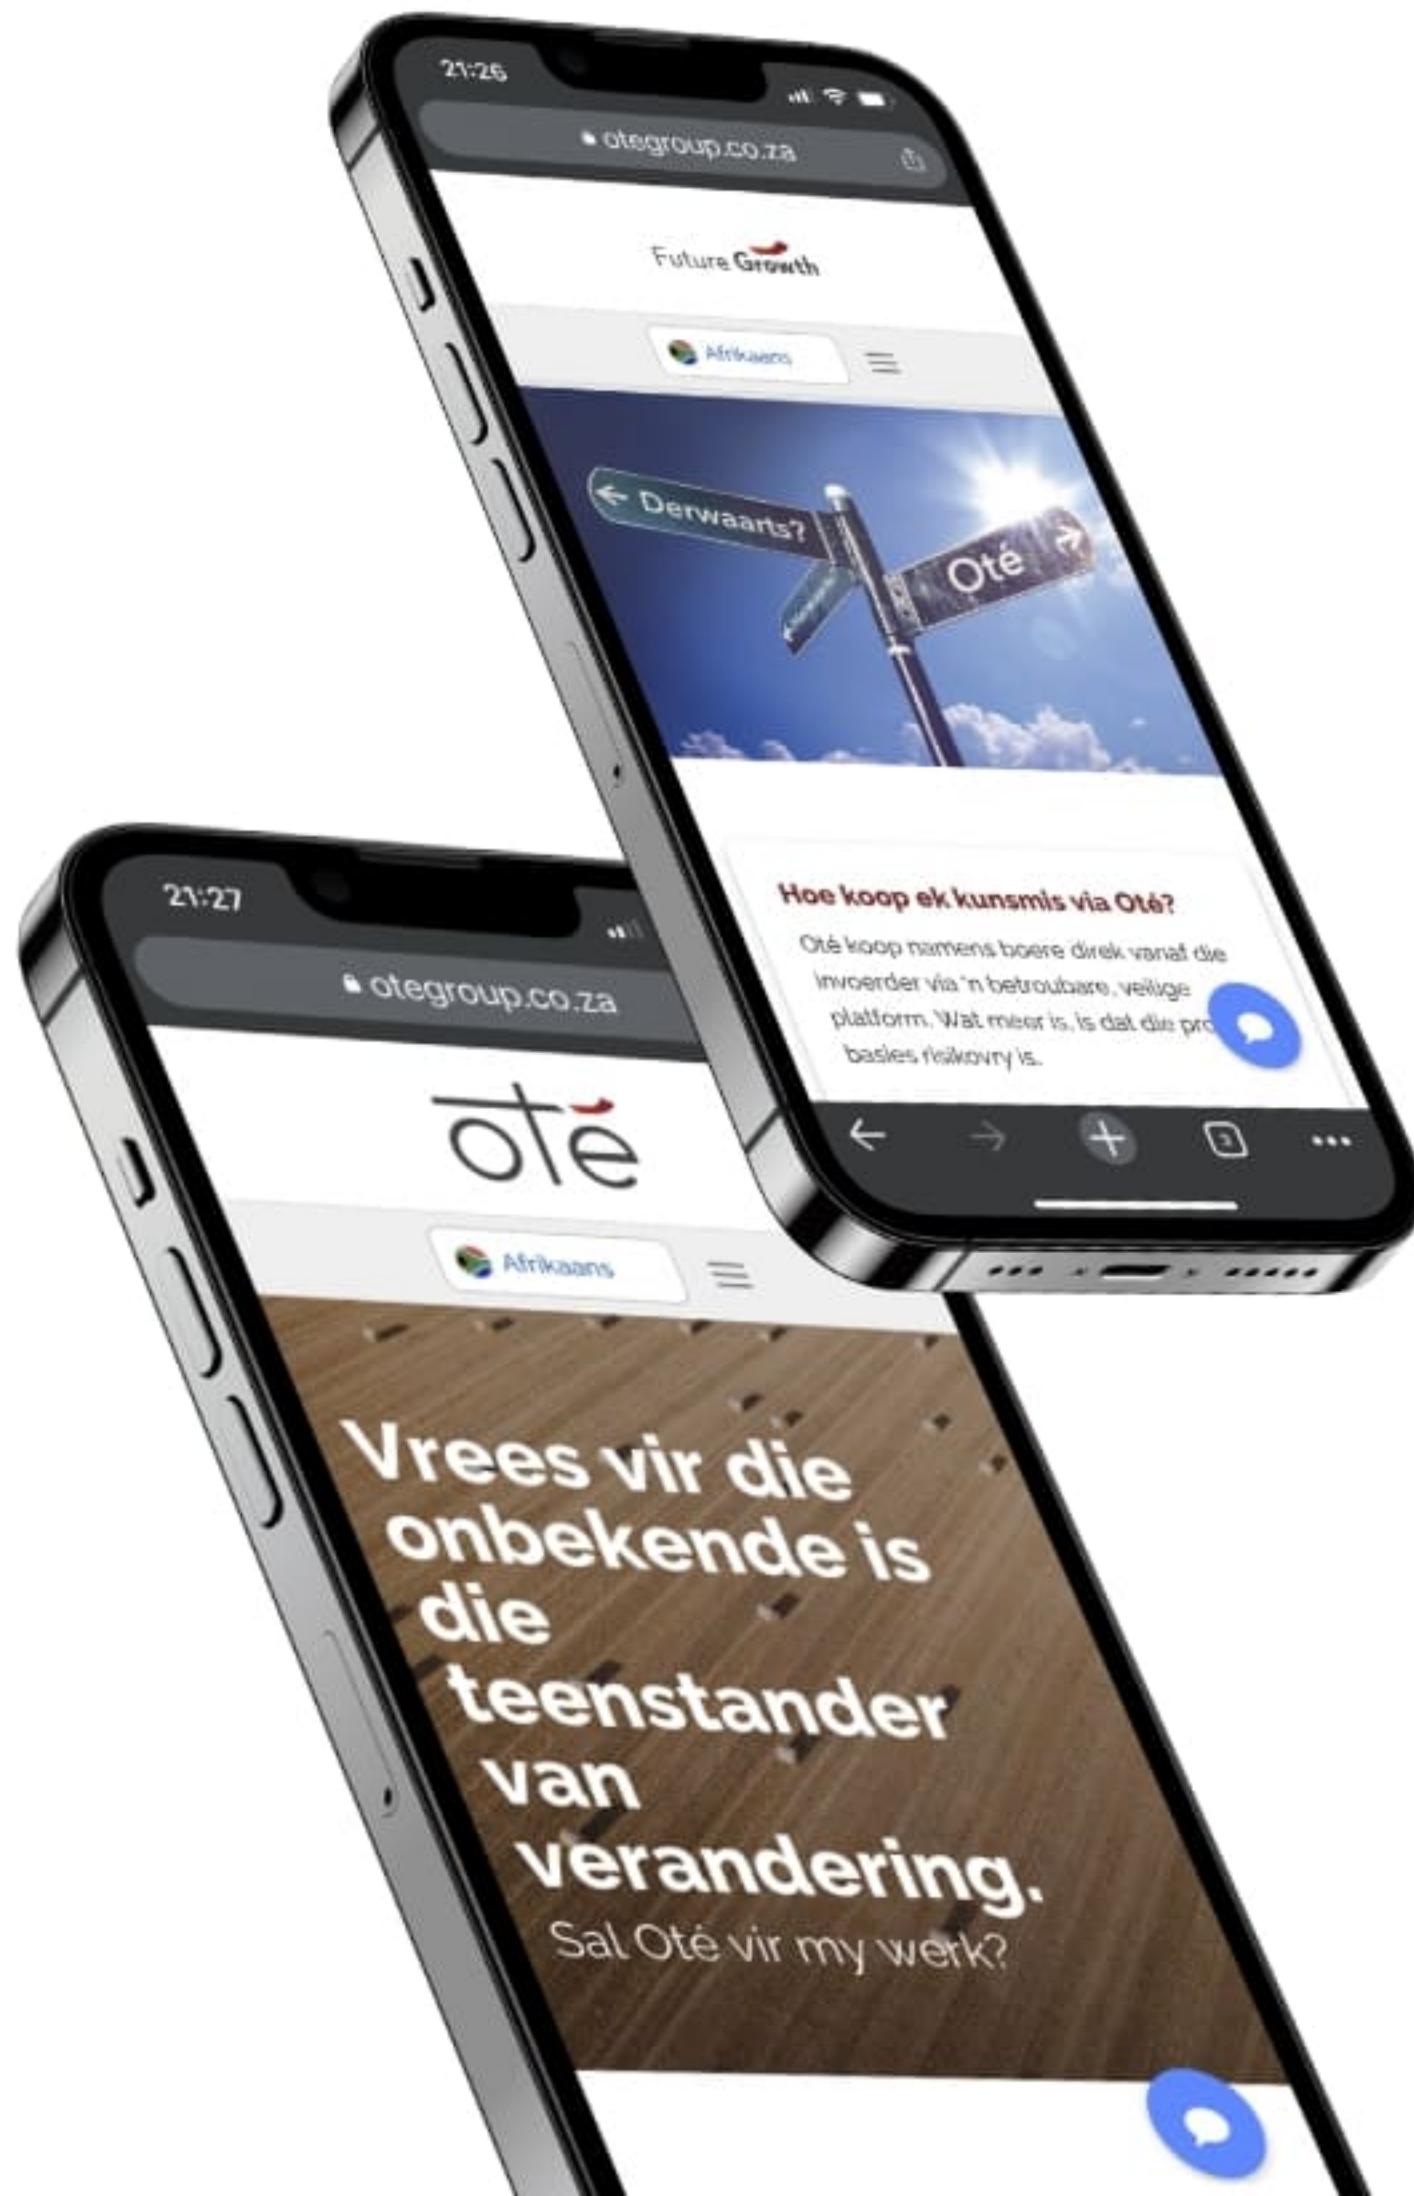 21:26
otegroup.co.za
Future Growth
Afrikaans
← Derwaarts?
Oté →
Hoe koop ek kunsmis via Oté?
Oté koop namens boere direk vanaf die
invoerder via 'n betroubare, veilige
platform. Wat meer is, is dat die
basies risikovry is.
3
21:27
otegroup.co.za
oté
Afrikaans
Vrees vir die
onbekende is
die
teenstander
van
verandering.
Sal Oté vir my werk?